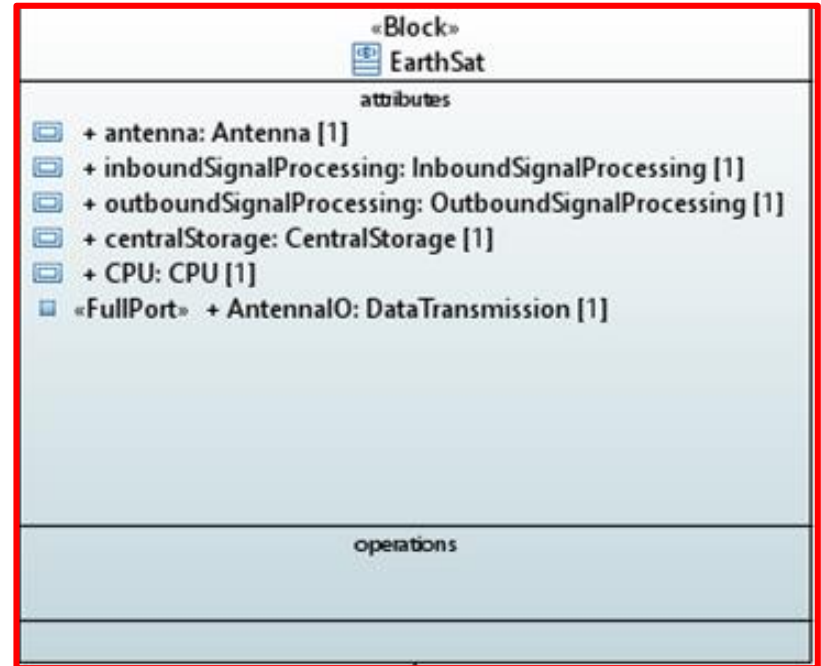 «Block»
EarthSat
attributes
+ antenna: Antenna [1]
+ inboundSignalProcessing: InboundSignalProcessing [1]
+ outboundSignalProcessing: OutboundSignalProcessing [1]
+ centralStorage: CentralStorage [1]
+ CPU: CPU [1]
«FullPort» + AntennaIO: DataTransmission [1]
operations